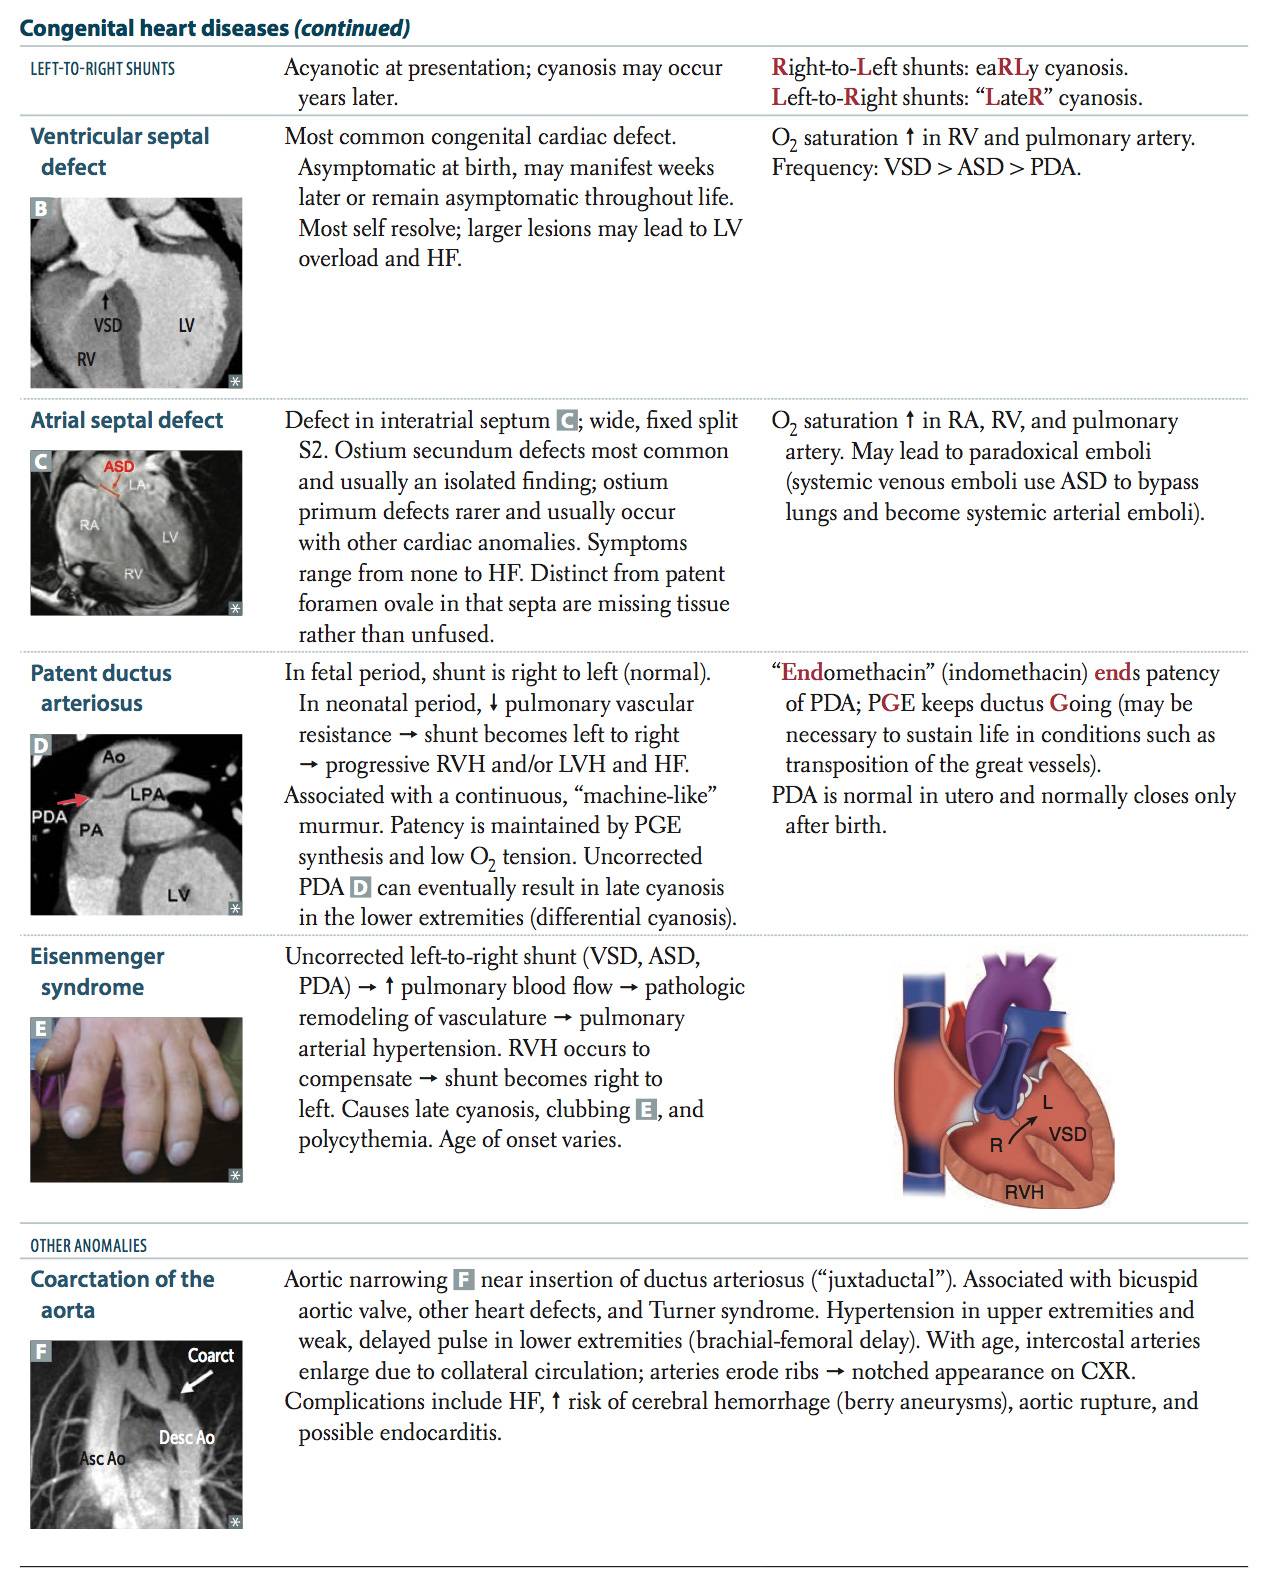 Congenital heart diseases (continued)
LEFT-TO-RIGHT SHUNTS
Acyanotic at presentation; cyanosis may occur
years later.
Right-to-Left shunts: eaRLy cyanosis.
Left-to-Right shunts: “LateR” cyanosis.
Ventricular septal
defect
B
VSD
LV
RV
*
Most common congenital cardiac defect.
Asymptomatic at birth, may manifest weeks
later or remain asymptomatic throughout life.
Most self resolve; larger lesions may lead to LV
overload and HF.
O2 saturation ↑ in RV and pulmonary artery.
Frequency: VSD > ASD > PDA.
Atrial septal defect
C
ASD
LA
RA
LV
RV
*
Defect in interatrial septum C; wide, fixed split
S2. Ostium secundum defects most common
and usually an isolated finding; ostium
primum defects rarer and usually occur
with other cardiac anomalies. Symptoms
range from none to HF. Distinct from patent
foramen ovale in that septa are missing tissue
rather than unfused.
O2 saturation ↑ in RA, RV, and pulmonary
artery. May lead to paradoxical emboli
(systemic venous emboli use ASD to bypass
lungs and become systemic arterial emboli).
Patent ductus
arteriosus
D
Ao
LPA
PDA
PA
LV
*
In fetal period, shunt is right to left (normal).
In neonatal period, ↓ pulmonary vascular
resistance → shunt becomes left to right
→ progressive RVH and/or LVH and HF.
Associated with a continuous, “machine-like”
murmur. Patency is maintained by PGE
synthesis and low O2 tension. Uncorrected
PDA D can eventually result in late cyanosis
in the lower extremities (differential cyanosis).
“Endomethacin” (indomethacin) ends patency
of PDA; PGE keeps ductus Going (may be
necessary to sustain life in conditions such as
transposition of the great vessels).
PDA is normal in utero and normally closes only
after birth.
Eisenmenger
syndrome
E
*
Uncorrected left-to-right shunt (VSD, ASD,
PDA) → ↑ pulmonary blood flow → pathologic
remodeling of vasculature → pulmonary
arterial hypertension. RVH occurs to
compensate → shunt becomes right to
left. Causes late cyanosis, clubbing E, and
polycythemia. Age of onset varies.
L
R
VSD
RVH
OTHER ANOMALIES
Coarctation of the
aorta
F
Coarct
Desc Ao
Asc Ao
*
Aortic narrowing F near insertion of ductus arteriosus (“juxtaductal”). Associated with bicuspid
aortic valve, other heart defects, and Turner syndrome. Hypertension in upper extremities and
weak, delayed pulse in lower extremities (brachial-femoral delay). With age, intercostal arteries
enlarge due to collateral circulation; arteries erode ribs → notched appearance on CXR.
Complications include HF, ↑ risk of cerebral hemorrhage (berry aneurysms), aortic rupture, and
possible endocarditis.